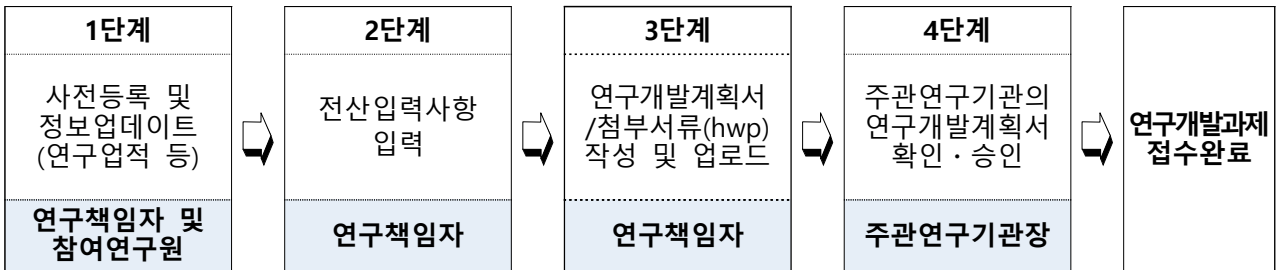 1단계
사전등록 및
정보업데이트
(연구업적 등)
연구책임자 및
참여연구원
2단계
전산입력사항
입력
연구책임자
3단계
연구개발계획서
/첨부서류(hwp)
작성 및 업로드
연구책임자
4단계
주관연구기관의
연구개발계획서
확인・승인
주관연구기관장
연구개발과제
접수완료